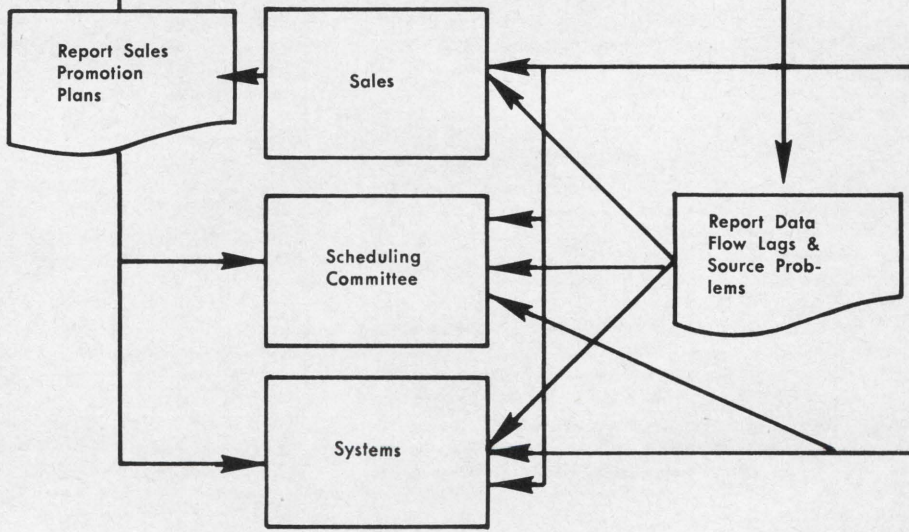 Report Sales
Promotion
Plans
Sales
Scheduling
Committee
Report Data
Flow Lags &
Source Prob-
lems
Systems